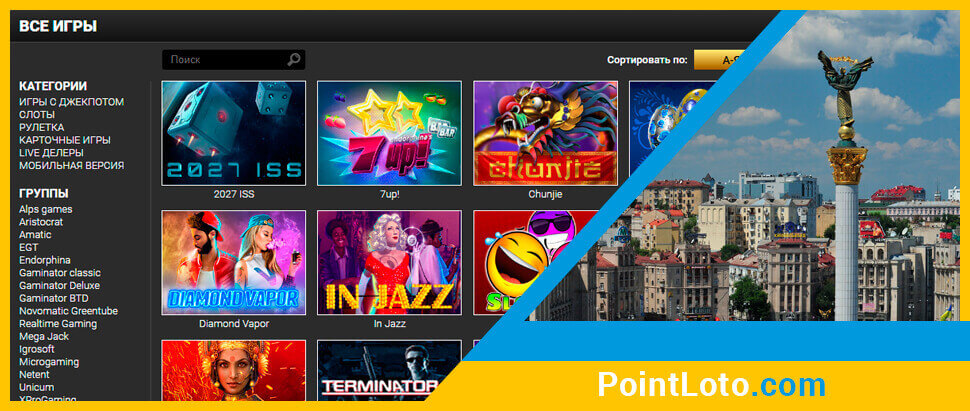 ВСЕ ИГРЫ
Поиск
Сортировать по:
КАТЕГОРИИ
ИГРЫ С ДЖЕКПОТОМ
СЛОТЫ
РУЛЕТКА
КАРТОЧНЫЕ ИГРЫ
LIVE ДЕЛЕРЫ
МОБИЛЬНАЯ ВЕРСИЯ
ГРУППЫ
Alps games
Aristocrat
Amatic
EGT
Endorphina
Gaminator classic
Gaminator Deluxe
Gaminator BTD
Novomatic Greentube
Realtime Gaming
Mega Jack
Igrosoft
Microgaming
Netent
Unicum
XProGaming
2027 ISS
7 up!
BAR
chunjie
2027 ISS
7up!
Chunjie
DIAMOND VAPOR
IN JAZZ
Diamond Vapor
In Jazz
TERMINATOR
PointLoto.com